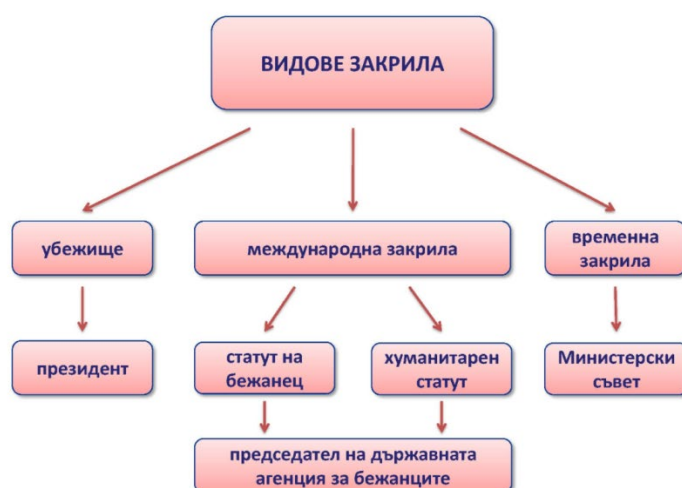 ВИДОВЕ ЗАКРИЛА
убежище
международна закрила
временна
закрила
президент
статут на
бежанец
хуманитарен
статут
Министерски
съвет
председател на държавната
агенция за бежанците